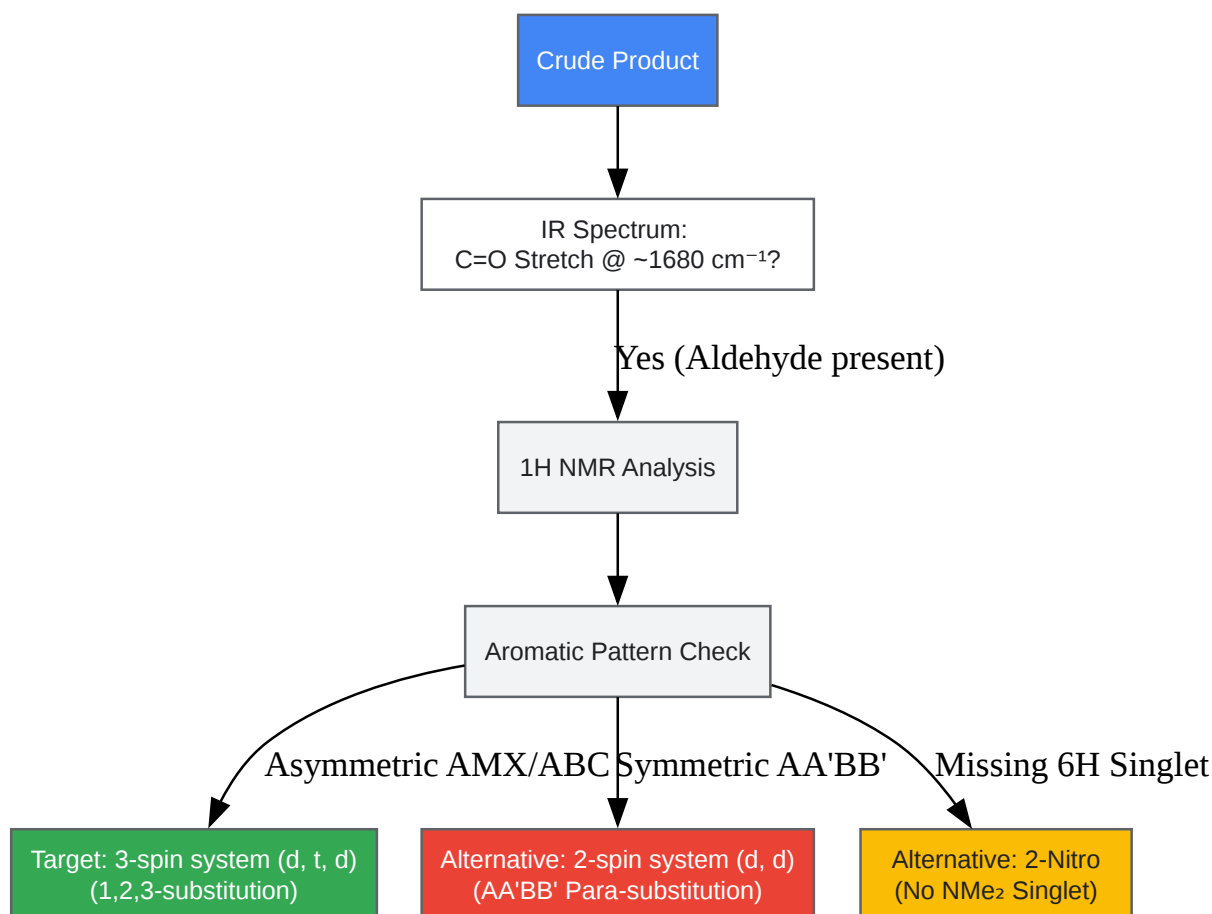 Crude Product
IR Spectrum:
C=O Stretch @ ~1680 cm⁻¹?
Yes (Aldehyde present)
1H NMR Analysis
Aromatic Pattern Check
Asymmetric AMX/ABC
Symmetric AA'BB'
Missing 6H Singlet
Target: 3-spin system (d, t, d)
(1,2,3-substitution)
Alternative: 2-spin system (d, d)
(AA'BB' Para-substitution)
Alternative: 2-Nitro
(No NMe₂ Singlet)